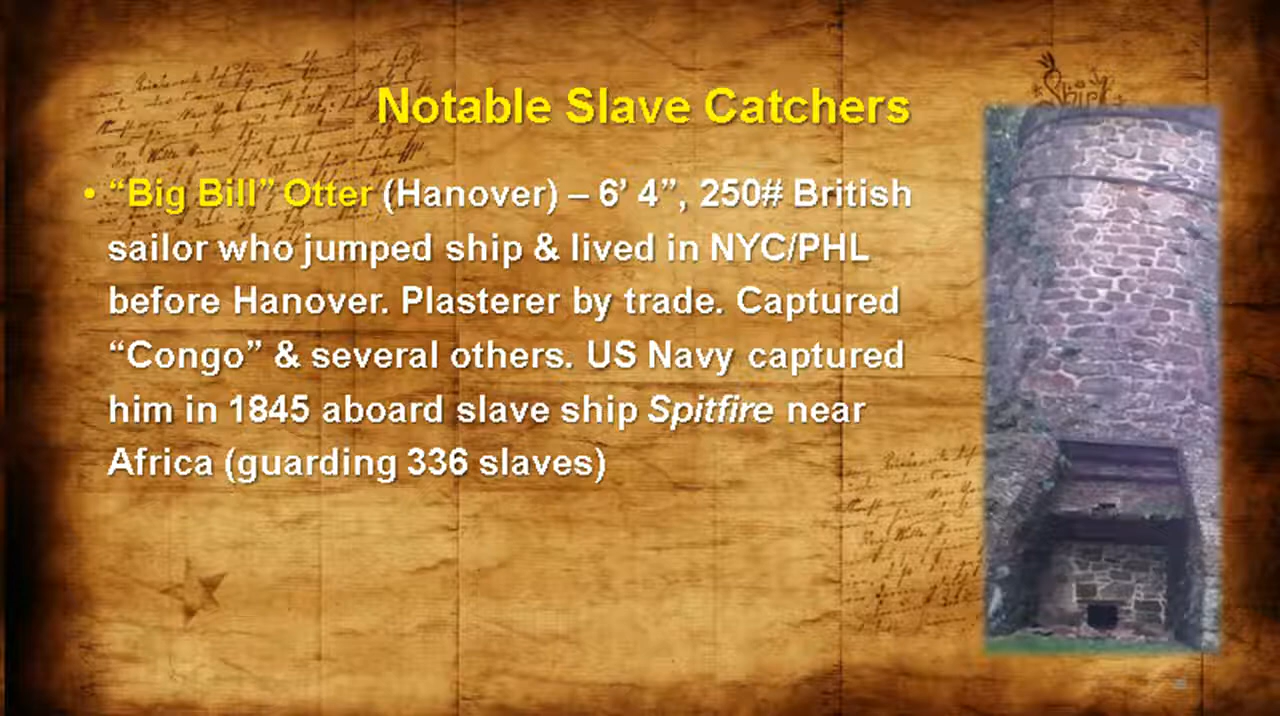 Notable Slave Catchers
• “Big Bill” Otter (Hanover) – 6’ 4”, 250# British
sailor who jumped ship & lived in NYC/PHL
before Hanover. Plasterer by trade. Captured
“Congo” & several others. US Navy captured
him in 1845 aboard slave ship Spitfire near
Africa (guarding 336 slaves)